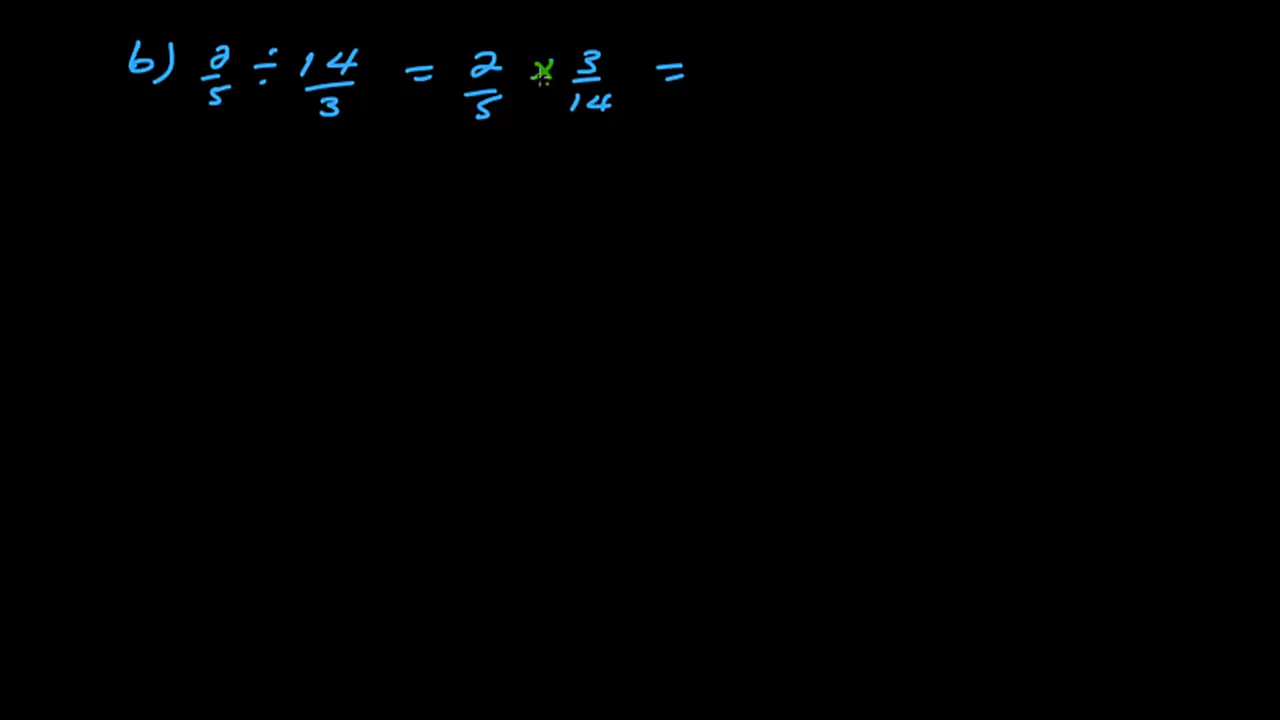 b) 2/5 ÷ 14/3 = 2/5 × 3/14 =